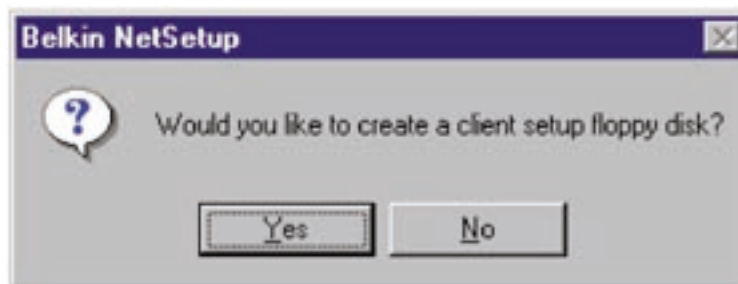 Belkin NetSetup
?
Would you like to create a client setup floppy disk?
Yes
No